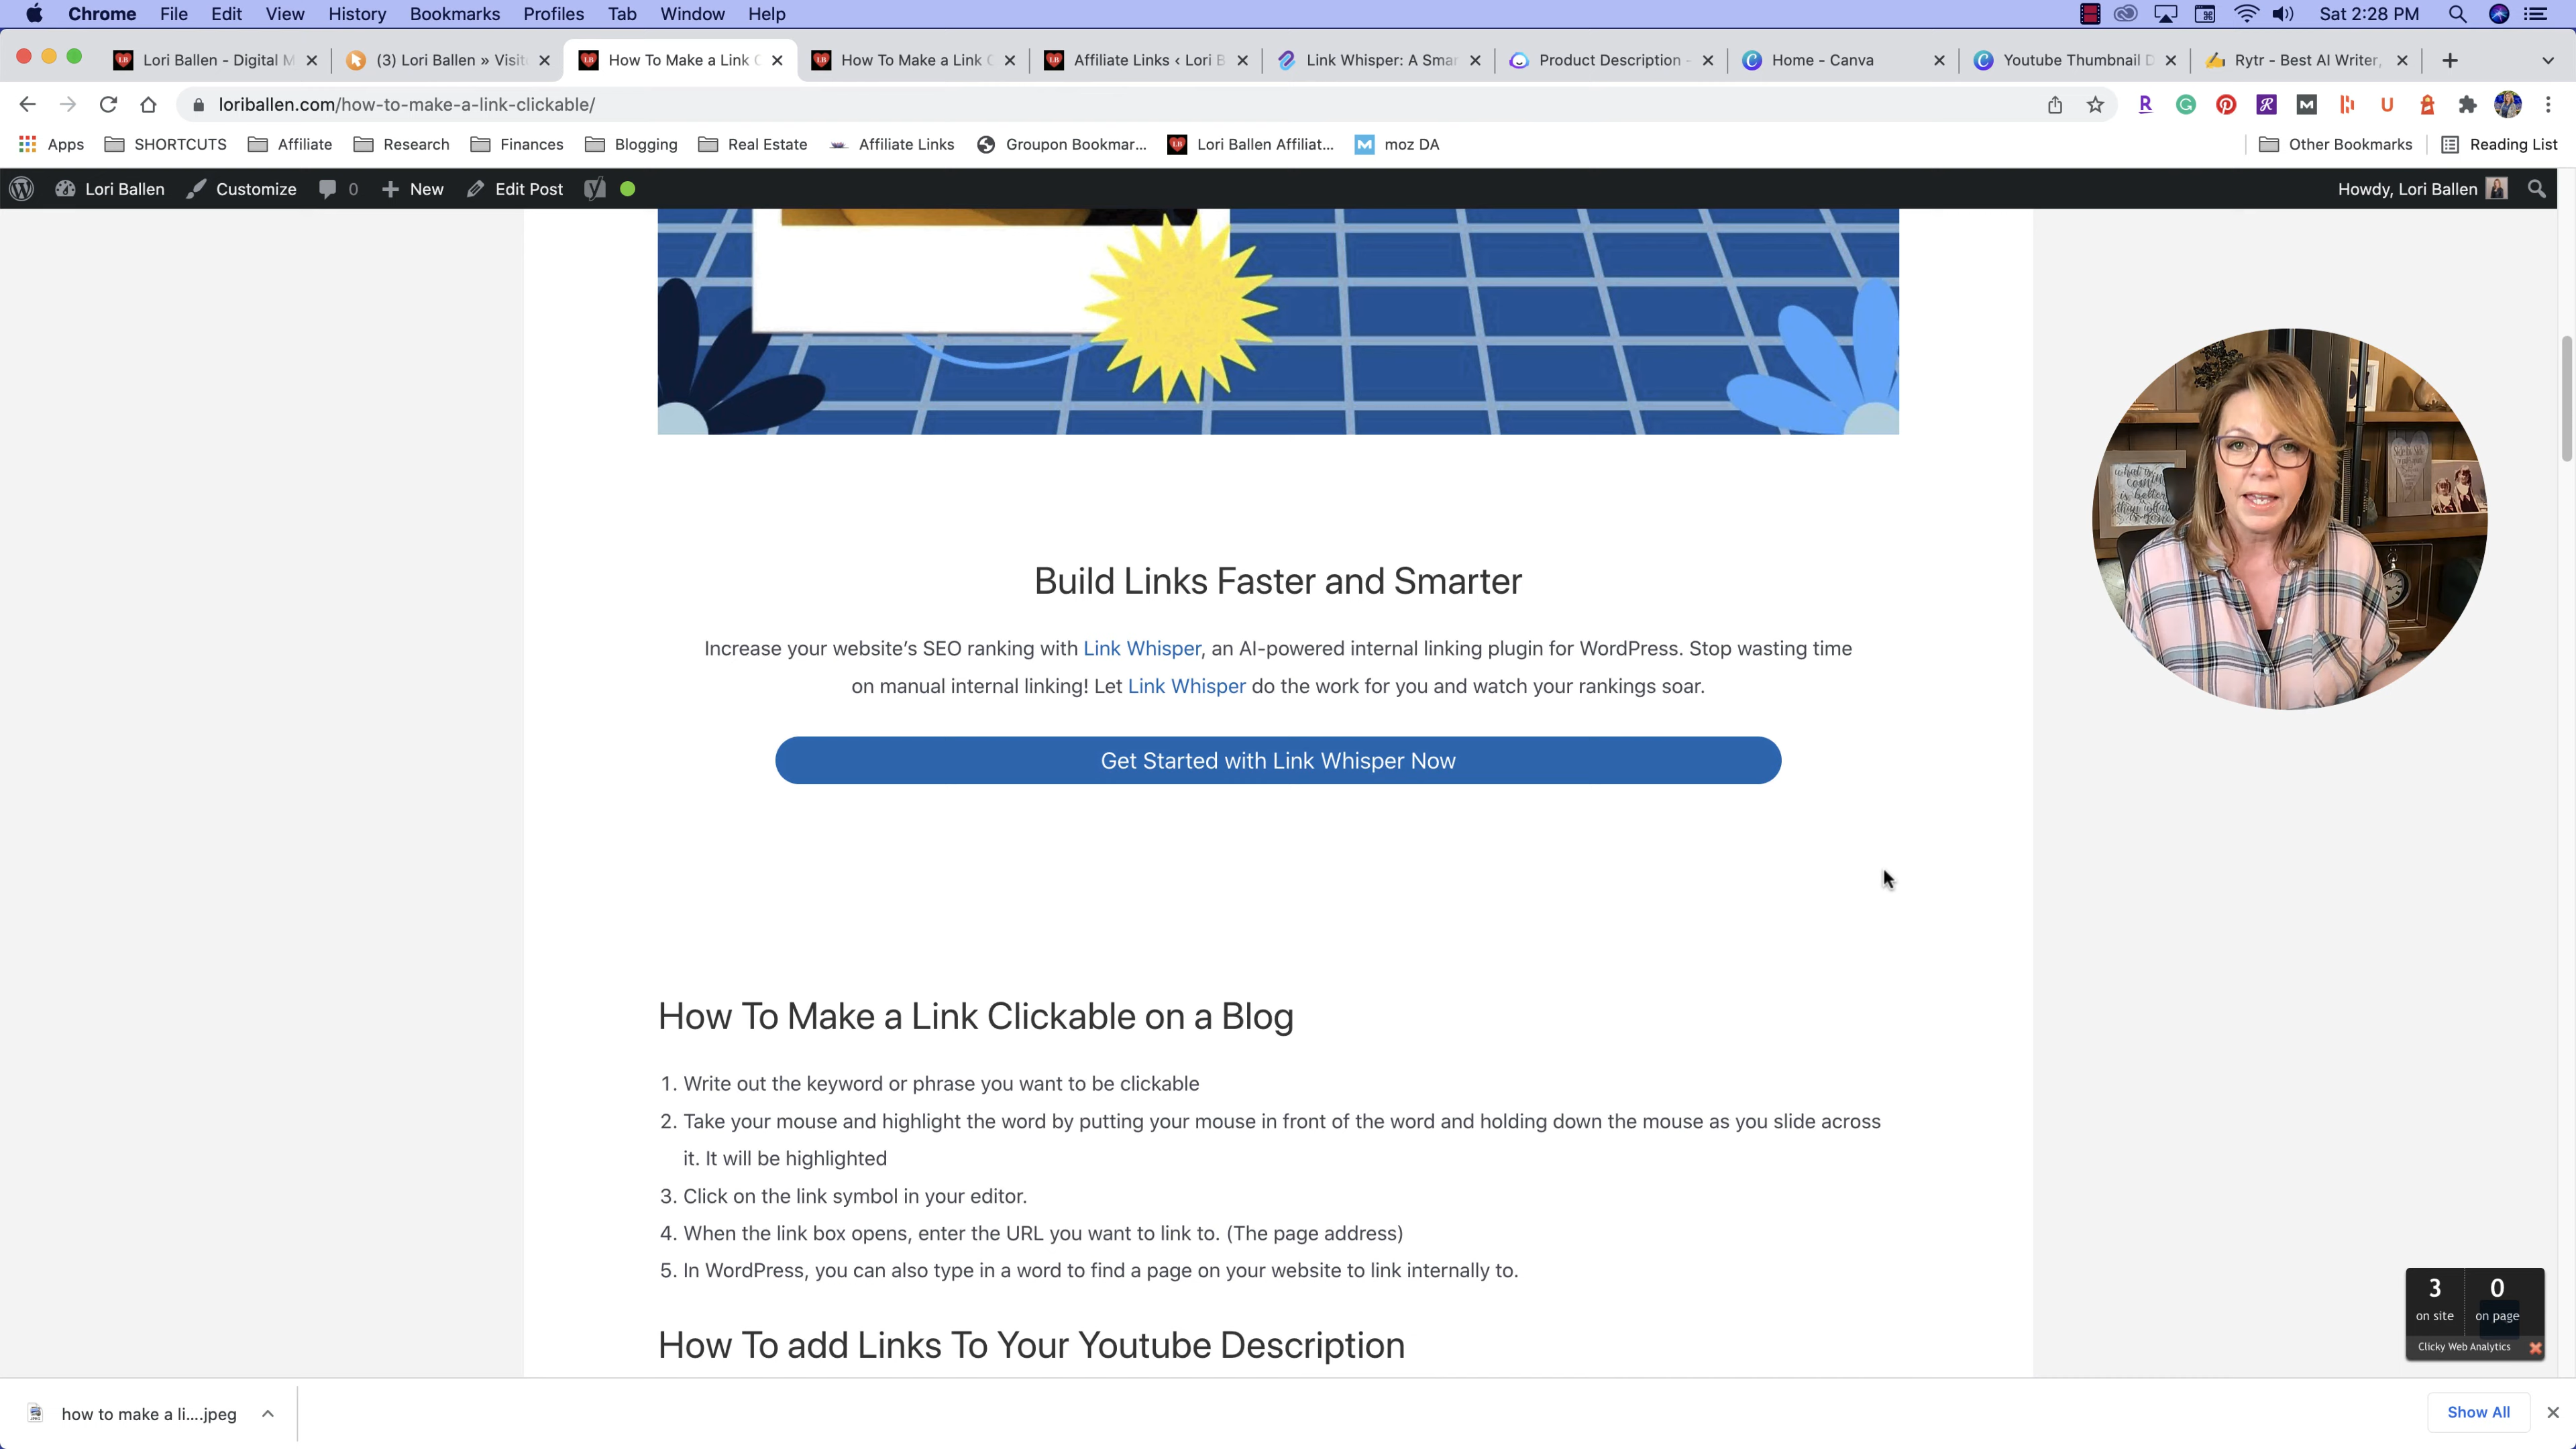 Chrome File Edit View History Bookmarks Profiles Tab Window Help Sat 2:28 PM
Lori Ballen - Digital M (3) Lori Ballen » Visit How To Make a Link C How To Make a Link C Affiliate Links ‹ Lori B Link Whisper: A Smar Product Description - Home - Canva Youtube Thumbnail D Rytr - Best AI Writer,
loriballen.com/how-to-make-a-link-clickable/
Apps SHORTCUTS Affiliate Research Finances Blogging Real Estate Affiliate Links Groupon Bookmar... Lori Ballen Affiliat... moz DA Other Bookmarks Reading List
Lori Ballen Customize 0 New Edit Post Howdy, Lori Ballen
Build Links Faster and Smarter
Increase your website's SEO ranking with Link Whisper, an AI-powered internal linking plugin for WordPress. Stop wasting time
on manual internal linking! Let Link Whisper do the work for you and watch your rankings soar.
Get Started with Link Whisper Now
How To Make a Link Clickable on a Blog
1. Write out the keyword or phrase you want to be clickable
2. Take your mouse and highlight the word by putting your mouse in front of the word and holding down the mouse as you slide across
it. It will be highlighted
3. Click on the link symbol in your editor.
4. When the link box opens, enter the URL you want to link to. (The page address)
5. In WordPress, you can also type in a word to find a page on your website to link internally to.
How To add Links To Your Youtube Description
3 0
on site on page
Clicky Web Analytics
how to make a li....jpeg Show All